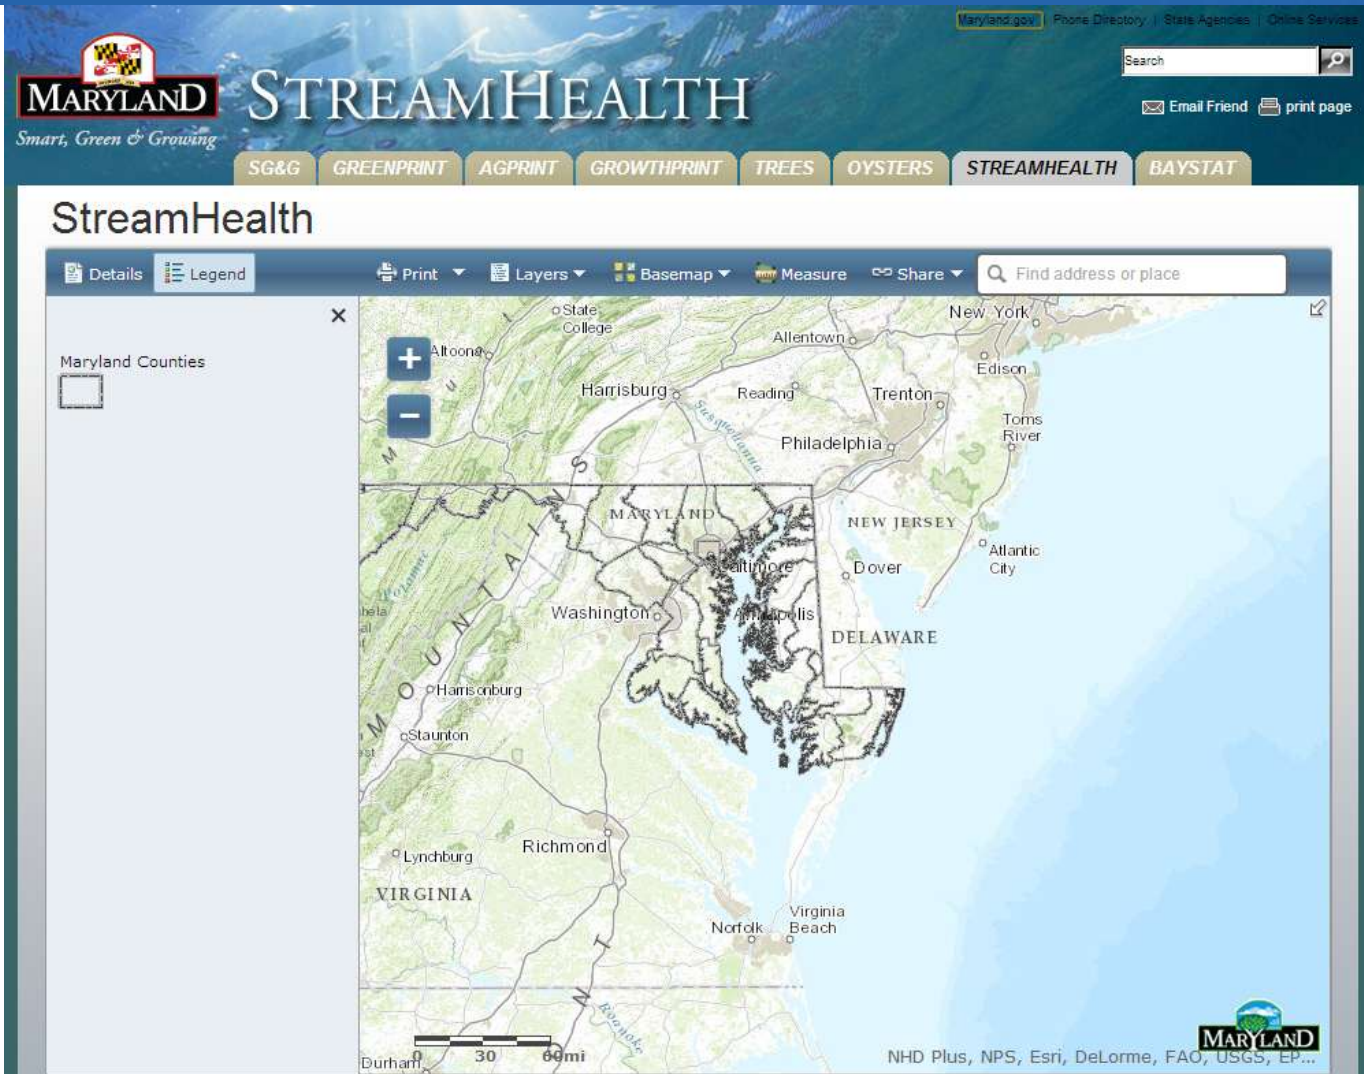 Maryland.gov | Phone Directory | State Agencies | Online Services
Search
MARYLAND
Smart, Green & Growing
STREAMHEALTH
Email Friend print page
SG&G GREENPRINT AGPRINT GROWTHPRINT TREES OYSTERS STREAMHEALTH BAYSTAT
StreamHealth
Details Legend Print Layers Basemap Measure Share Find address or place
Maryland Counties
State
College
New York
Altoona
Allentown
Edison
Harrisburg
Reading
Trenton
Susquehanna
Toms
River
Philadelphia
MARYLAND
NEW JERSEY
Baltimore
Dover
Atlantic
City
Potomac
Washington
Annapolis
DELAWARE
MOUNTAINS
Harrisonburg
Staunton
Richmond
Lynchburg
VIRGINIA
Virginia
Beach
Norfolk
N T
Roanoke
0 30 60mi
Durham
MARYLAND
NHD Plus, NPS, Esri, DeLorme, FAO, USGS, EP...